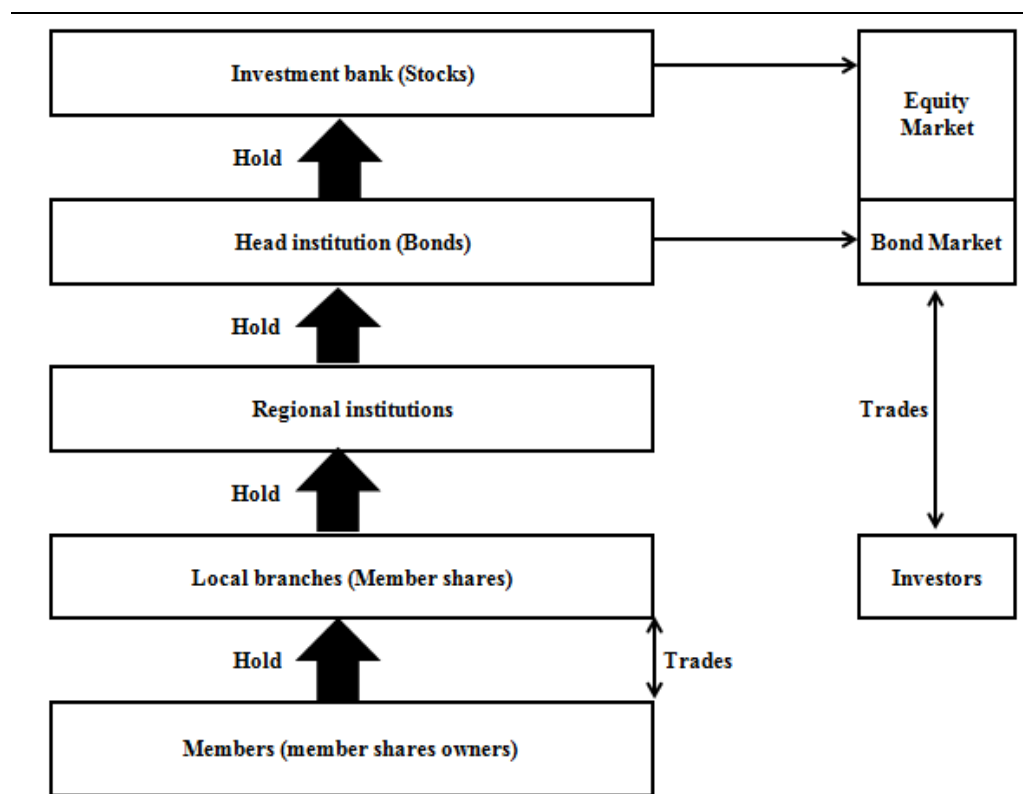 Investment bank (Stocks)
Equity
Market
Hold
Head institution (Bonds)
Bond Market
Hold
Regional institutions
Trades
Hold
Local branches (Member shares)
Investors
Hold
Trades
Members (member shares owners)